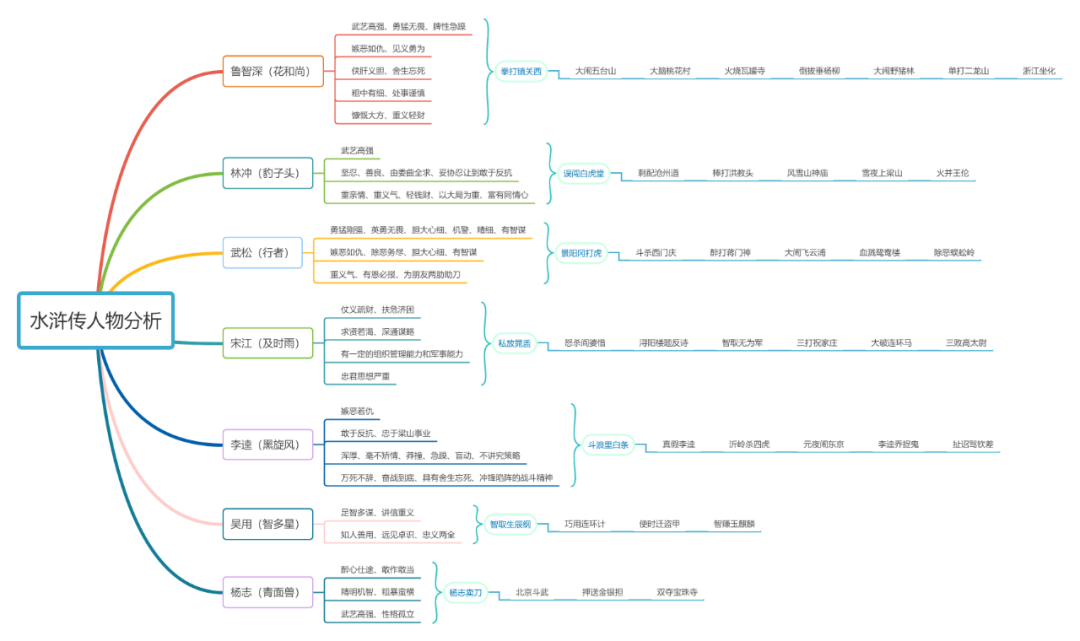 水浒传人物分析
鲁智深（花和尚）
武艺高强、勇猛无畏、脾性急躁
嫉恶如仇、见义勇为
侠肝义胆、舍生忘死
粗中有细、处事谨慎
慷慨大方、重义轻财
拳打镇关西
大闹五台山
大脑桃花村
火烧瓦罐寺
倒拔垂杨柳
大闹野猪林
单打二龙山
浙江坐化
林冲（豹子头）
武艺高强
坚忍、善良、由委曲全求、妥协忍让到敢于反抗
重亲情、重义气、轻钱财、以大局为重、富有同情心
误闯白虎堂
刺配沧州道
棒打洪教头
风雪山神庙
雪夜上梁山
火并王伦
武松（行者）
勇猛刚强、英勇无畏、胆大心细、机警、精细、有智谋
嫉恶如仇、除恶务尽、胆大心细、有智谋
重义气、有恩必报、为朋友两肋助刀
景阳冈打虎
斗杀西门庆
醉打蒋门神
大闹飞云浦
血溅鸳鸯楼
除恶蜈蚣岭
宋江（及时雨）
仗义疏财、扶危济困
求贤若渴、深通谋略
有一定的组织管理能力和军事能力
忠君思想严重
私放晁盖
怒杀阎婆惜
浔阳楼题反诗
智取无为军
三打祝家庄
大破连环马
三败高太尉
李逵（黑旋风）
嫉恶若仇
敢于反抗、忠于梁山事业
浑厚、毫不矫情、莽撞、急躁、盲动、不讲究策略
万死不辞、奋战到底、具有舍生忘死、冲锋陷阵的战斗精神
斗浪里白条
真假李逵
沂岭杀四虎
元夜闹东京
李逵乔捉鬼
扯诏骂钦差
吴用（智多星）
足智多谋、讲信重义
知人善用、远见卓识、忠义两全
智取生辰纲
巧用连环计
使时迁盗甲
智赚玉麒麟
杨志（青面兽）
醉心仕途、敢作敢当
精明机智、粗暴蛮横
武艺高强、性格孤立
杨志卖刀
北京斗武
押送金银担
双夺宝珠寺